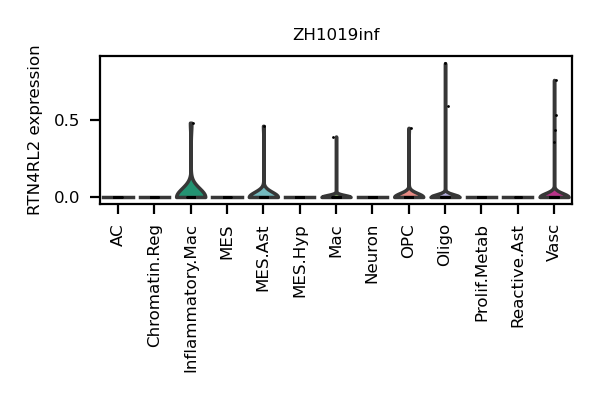 ZH1019inf
RTN4RL2 expression
0.5
0.0
AC
Chromatin.Reg
Inflammatory.Mac
MES
MES.Ast
MES.Hyp
Mac
Neuron
OPC
Oligo
Prolif.Metab
Reactive.Ast
Vasc